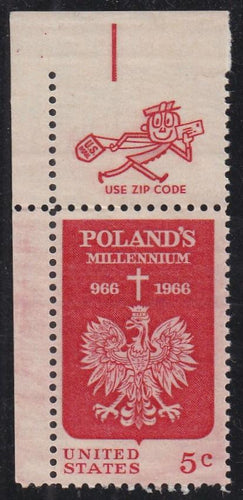 USE ZIP CODE
POLAND'S
MILLENNIUM
966 1966
UNITED
STATES 5c